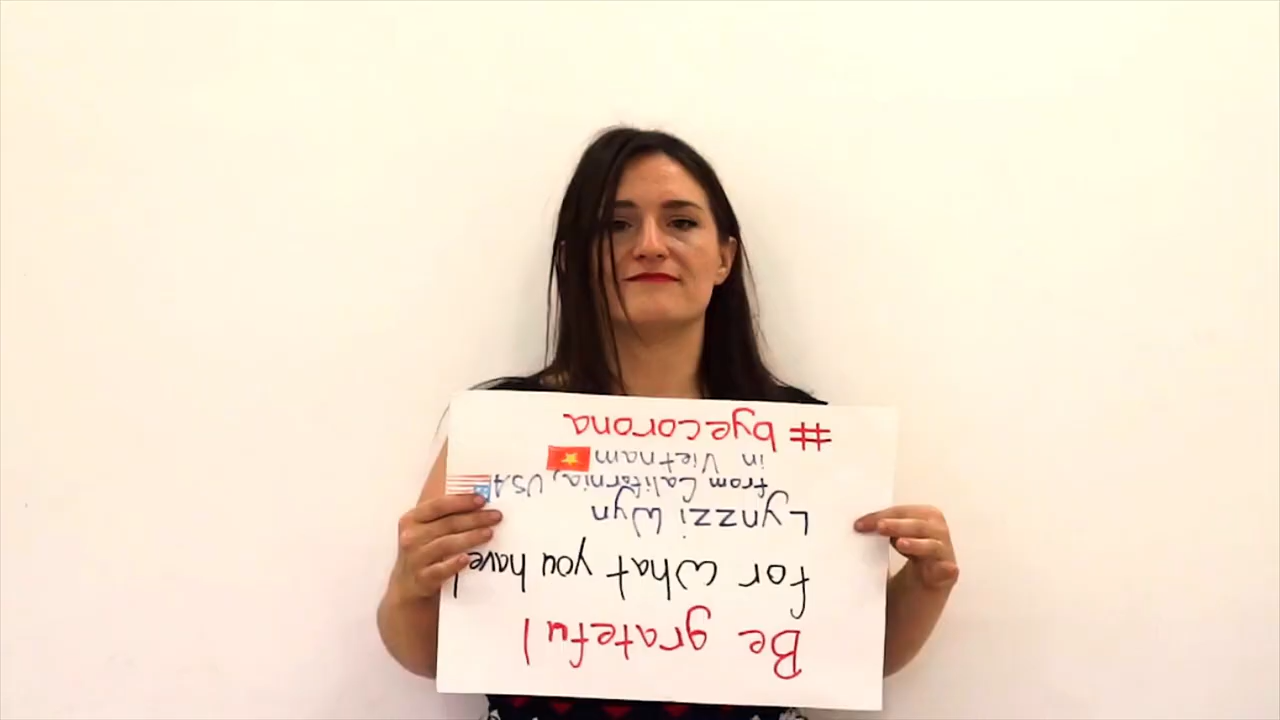 Be grateful
for what you have!
Lynzzi Wyn
from California, USA
in Vietnam
#byecorona